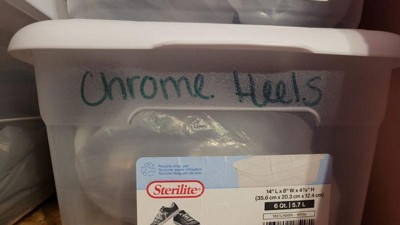 Chrome Heels
Sterilite
14" L x 8" W x 4⅞" H
(35.6 cm x 20.3 cm x 12.4 cm)
6 Qt. | 5.7 L